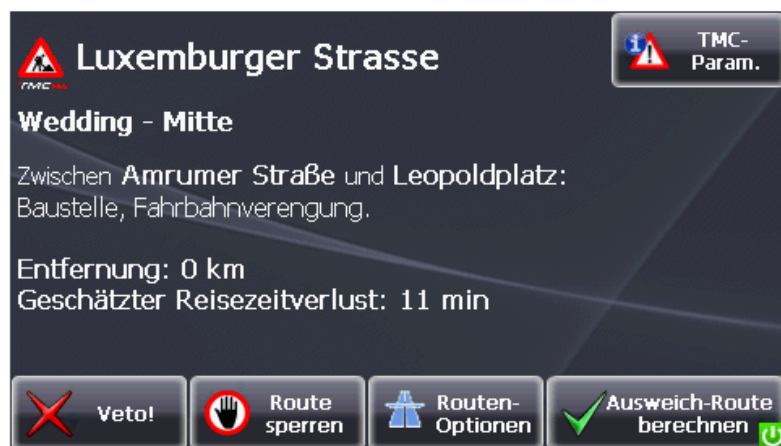 Luxemburger Strasse
TMC-
Param.
Wedding - Mitte
Zwischen Amrumer Straße und Leopoldplatz:
Baustelle, Fahrbahnverengung.
Entfernung: 0 km
Geschätzter Reisezeitverlust: 11 min
Veto!
Route
sperren
Routen-
Optionen
Ausweich-Route
berechnen